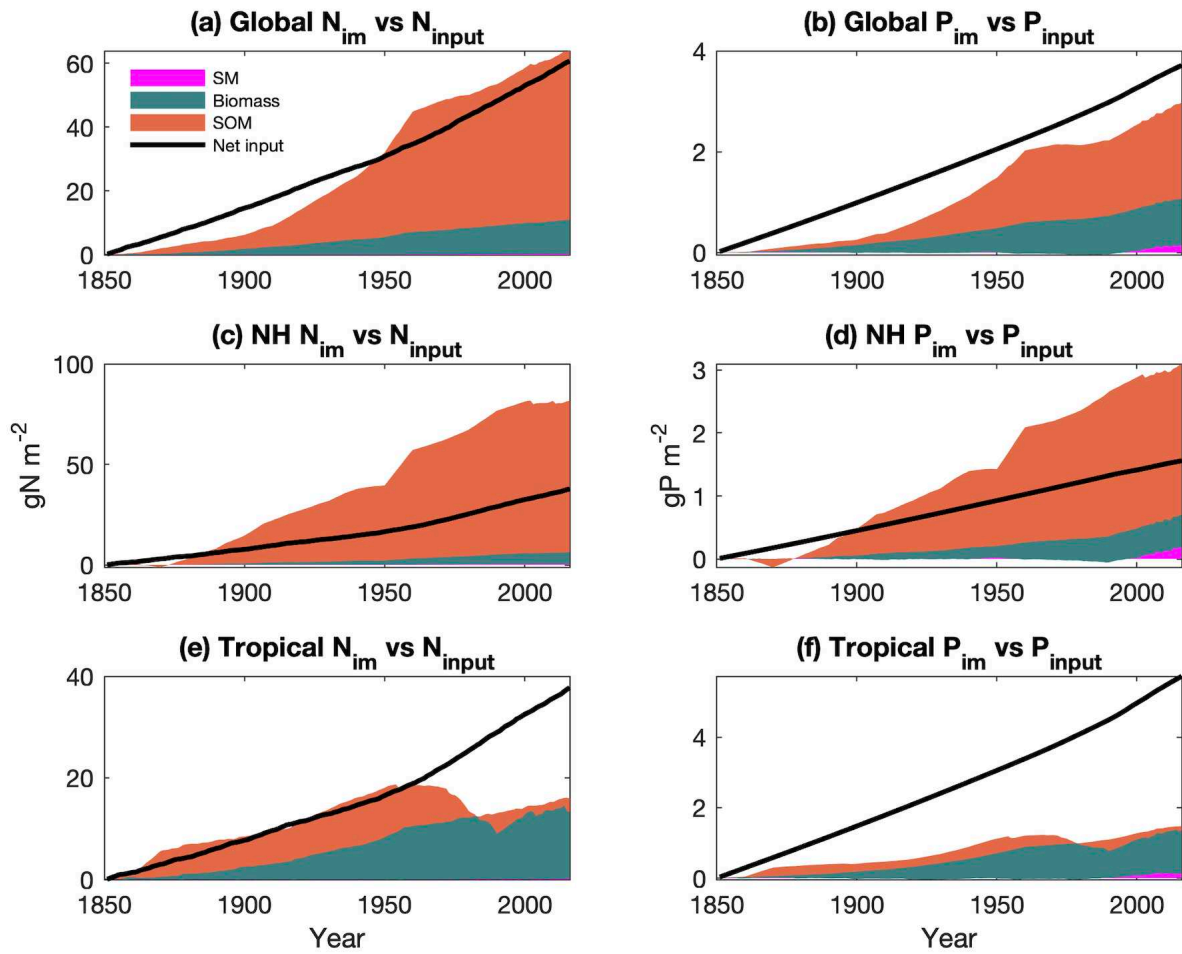 (a) Global N_im vs N_input
60
40
20
0
SM
Biomass
SOM
Net input
1850 1900 1950 2000
(b) Global P_im vs P_input
4
2
0
1850 1900 1950 2000
(c) NH N_im vs N_input
100
50
0
gN m^-2
1850 1900 1950 2000
(d) NH P_im vs P_input
3
2
1
0
gP m^-2
1850 1900 1950 2000
(e) Tropical N_im vs N_input
40
20
0
1850 1900 1950 2000
Year
(f) Tropical P_im vs P_input
4
2
0
1850 1900 1950 2000
Year